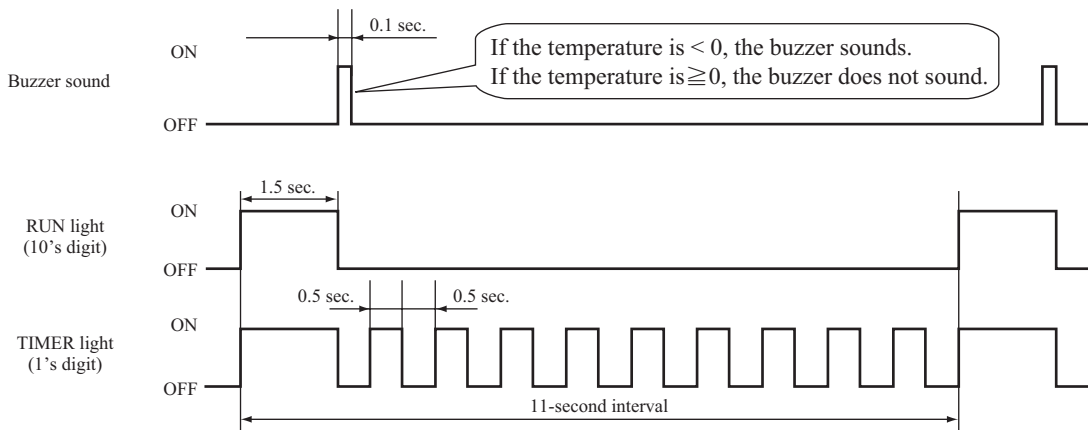 0.1 sec.
ON
If the temperature is < 0, the buzzer sounds.
If the temperature is ≧0, the buzzer does not sound.
Buzzer sound
OFF
1.5 sec.
ON
RUN light
(10's digit)
OFF
0.5 sec.
0.5 sec.
ON
TIMER light
(1's digit)
OFF
11-second interval